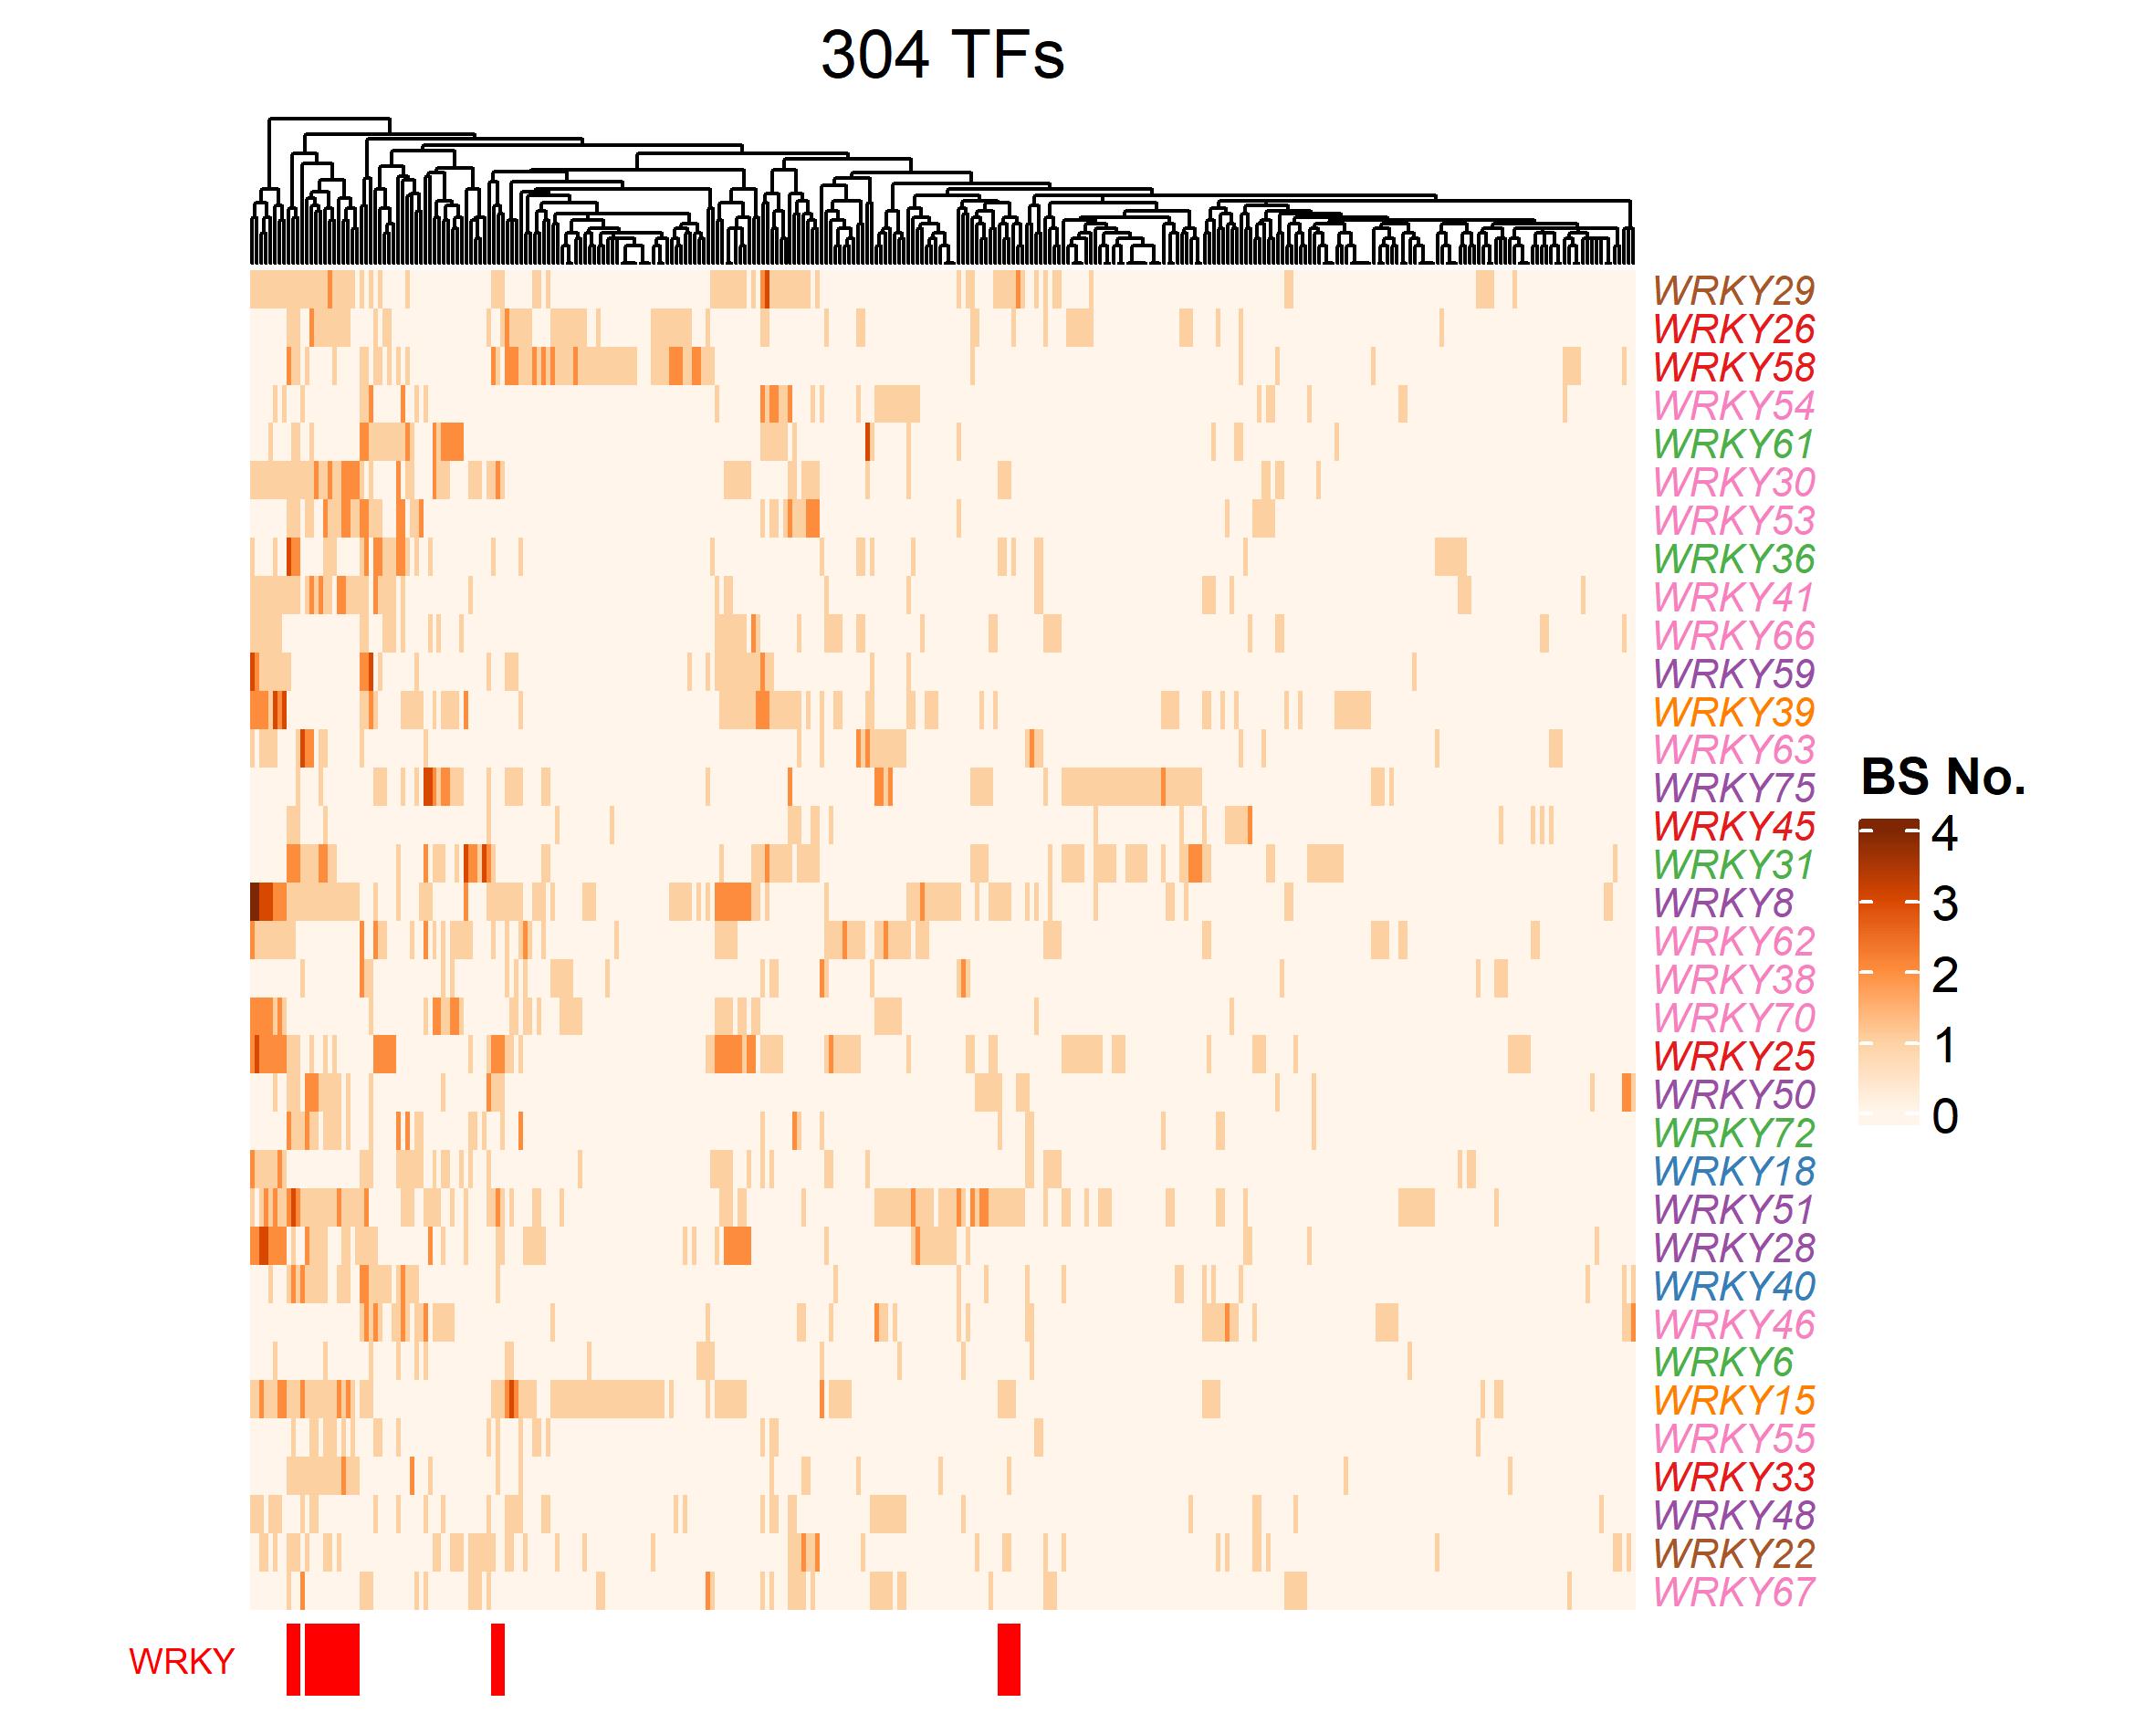 304 TFs
WRKY29
WRKY26
WRKY58
WRKY54
WRKY61
WRKY30
WRKY53
WRKY36
WRKY41
WRKY66
WRKY59
WRKY39
WRKY63
WRKY75
WRKY45
WRKY31
WRKY8
WRKY62
WRKY38
WRKY70
WRKY25
WRKY50
WRKY72
WRKY18
WRKY51
WRKY28
WRKY40
WRKY46
WRKY6
WRKY15
WRKY55
WRKY33
WRKY48
WRKY22
WRKY67
BS No.
4
3
2
1
0
WRKY